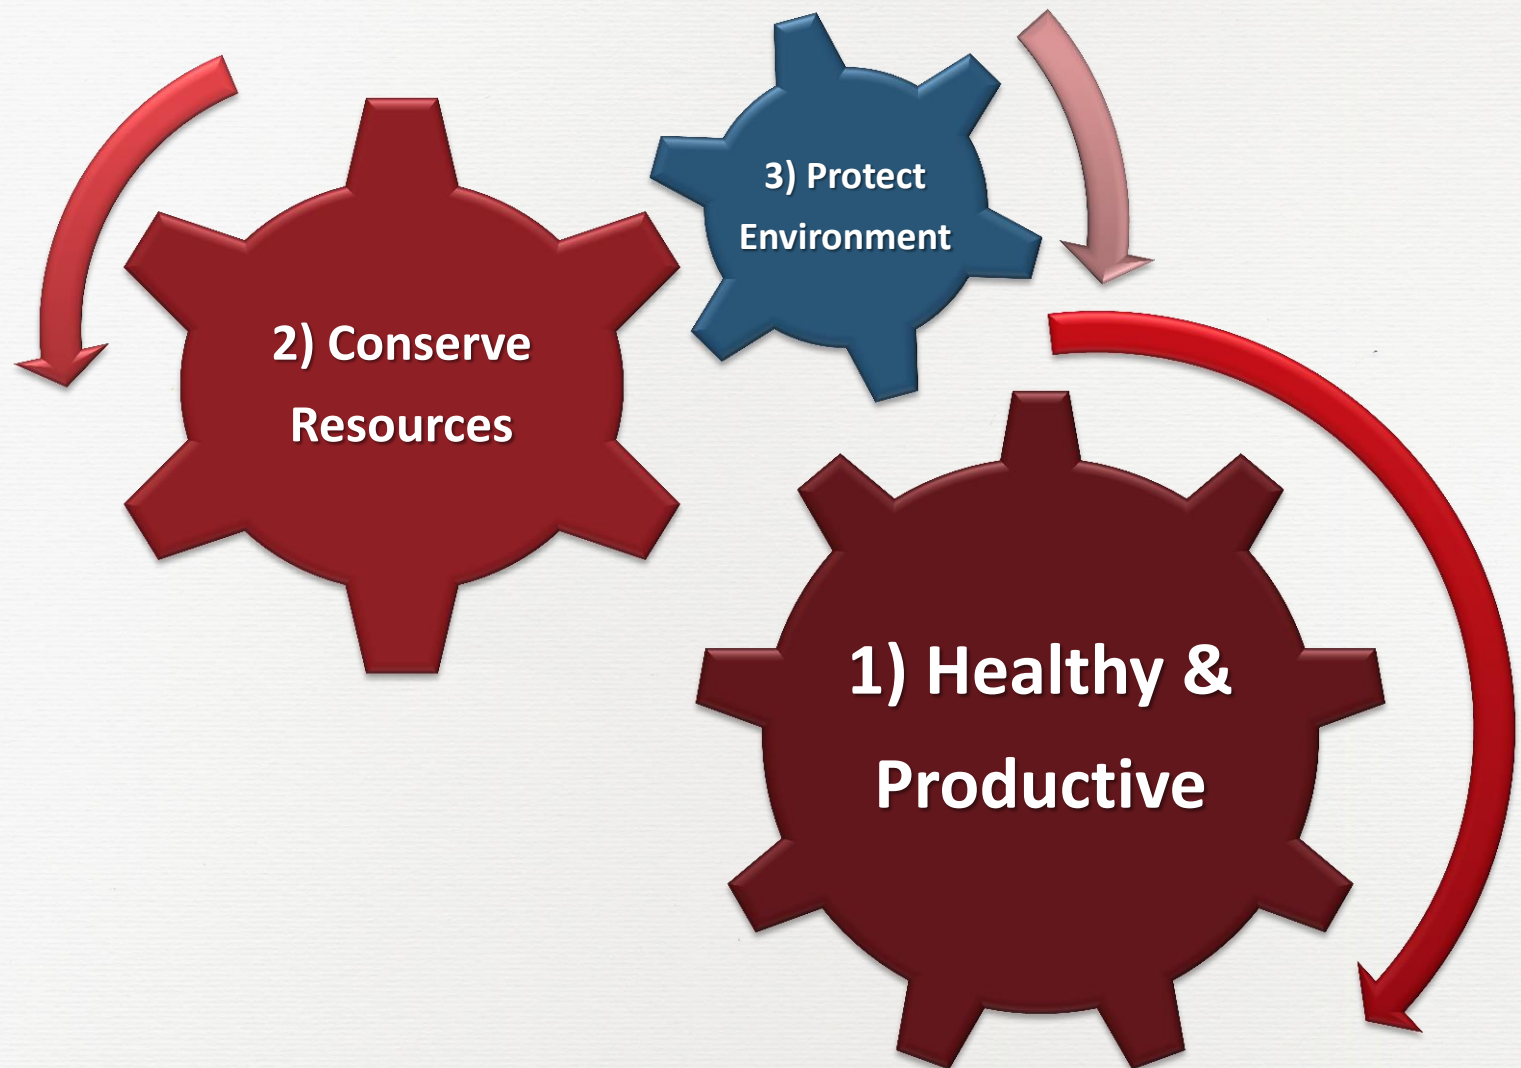 3) Protect
Environment
2) Conserve
Resources
1) Healthy &
Productive